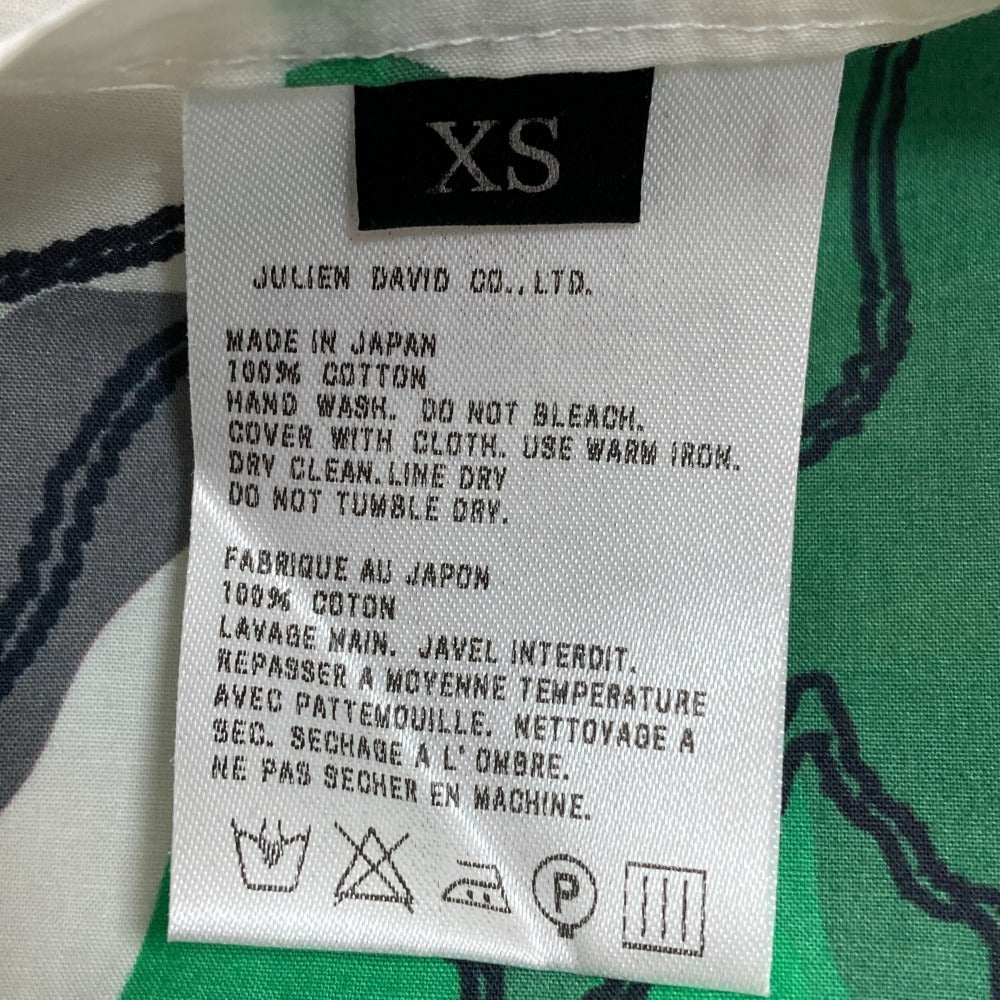 XS
JULIEN DAVID CO., LTD.
MADE IN JAPAN
100% COTTON
HAND WASH. DO NOT BLEACH.
COVER WITH CLOTH. USE WARM IRON.
DRY CLEAN. LINE DRY
DO NOT TUMBLE DRY.
FABRIQUE AU JAPON
100% COTON
LAVAGE MAIN. JAVEL INTERDIT.
REPASSER A MOYENNE TEMPERATURE
AVEC PATTEMOUILLE. NETTOYAGE A
SEC. SECHAGE A L'OMBRE.
NE PAS SECHER EN MACHINE.
P